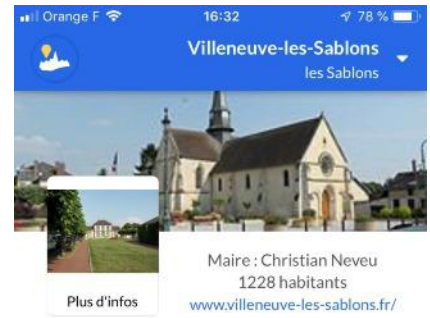 Orange F 16:32 78 %
Villeneuve-les-Sablons
les Sablons
Plus d'infos
Maire : Christian Neveu
1228 habitants
www.villeneuve-les-sablons.fr/